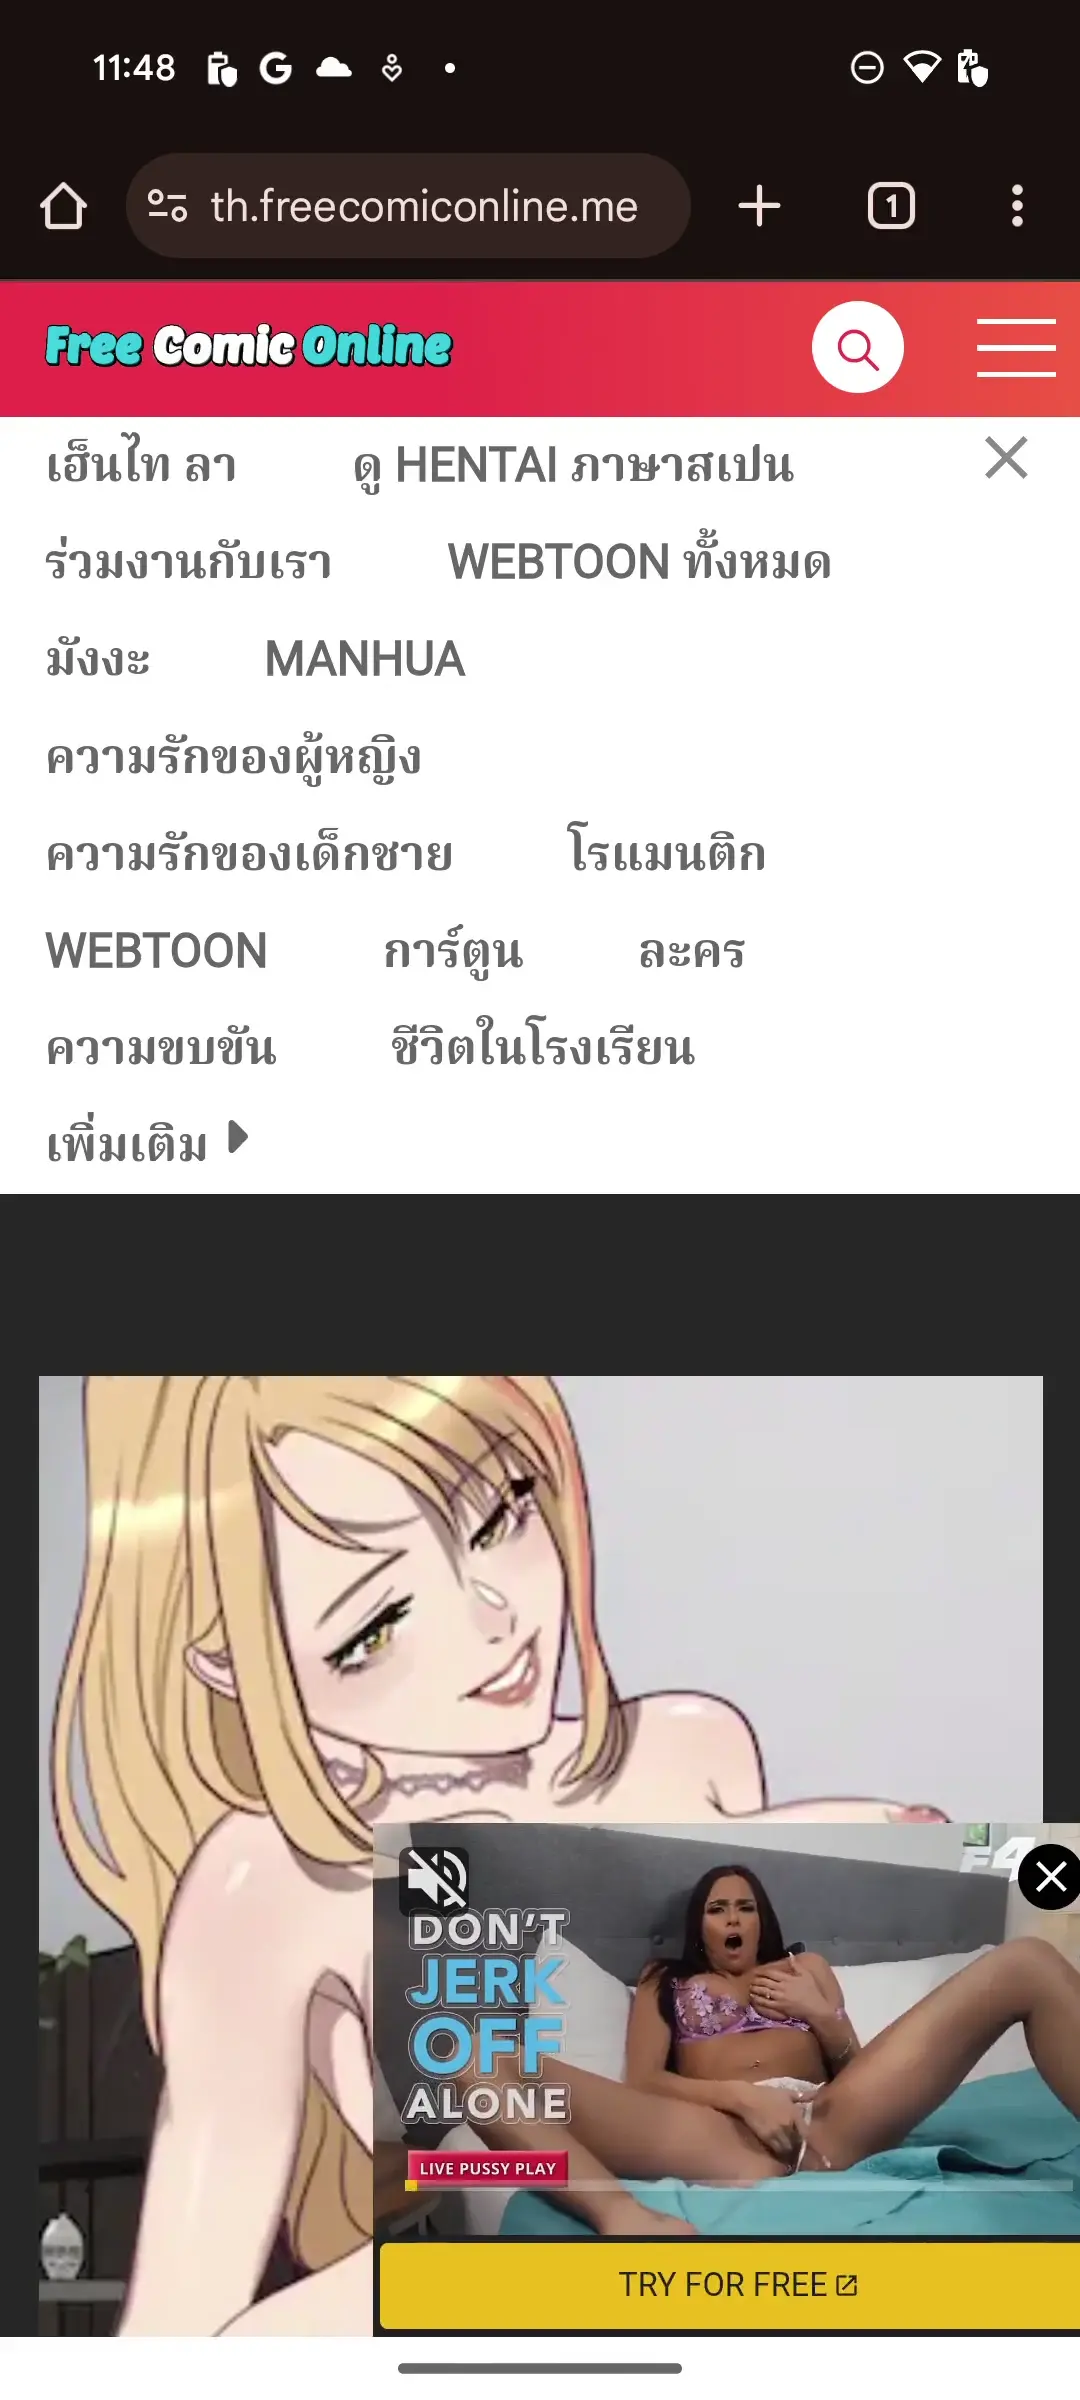 11:48
th.freecomiconline.me
1
Free Comic Online
เฮ็นไท ลา ดู HENTAI ภาษาสเปน
ร่วมงานกับเรา WEBTOON ทั้งหมด
มังงะ MANHUA
ความรักของผู้หญิง
ความรักของเด็กชาย โรแมนติก
WEBTOON การ์ตูน ละคร
ความขบขัน ชีวิตในโรงเรียน
เพิ่มเติม
DON'T
JERK
OFF
ALONE
LIVE PUSSY PLAY
TRY FOR FREE